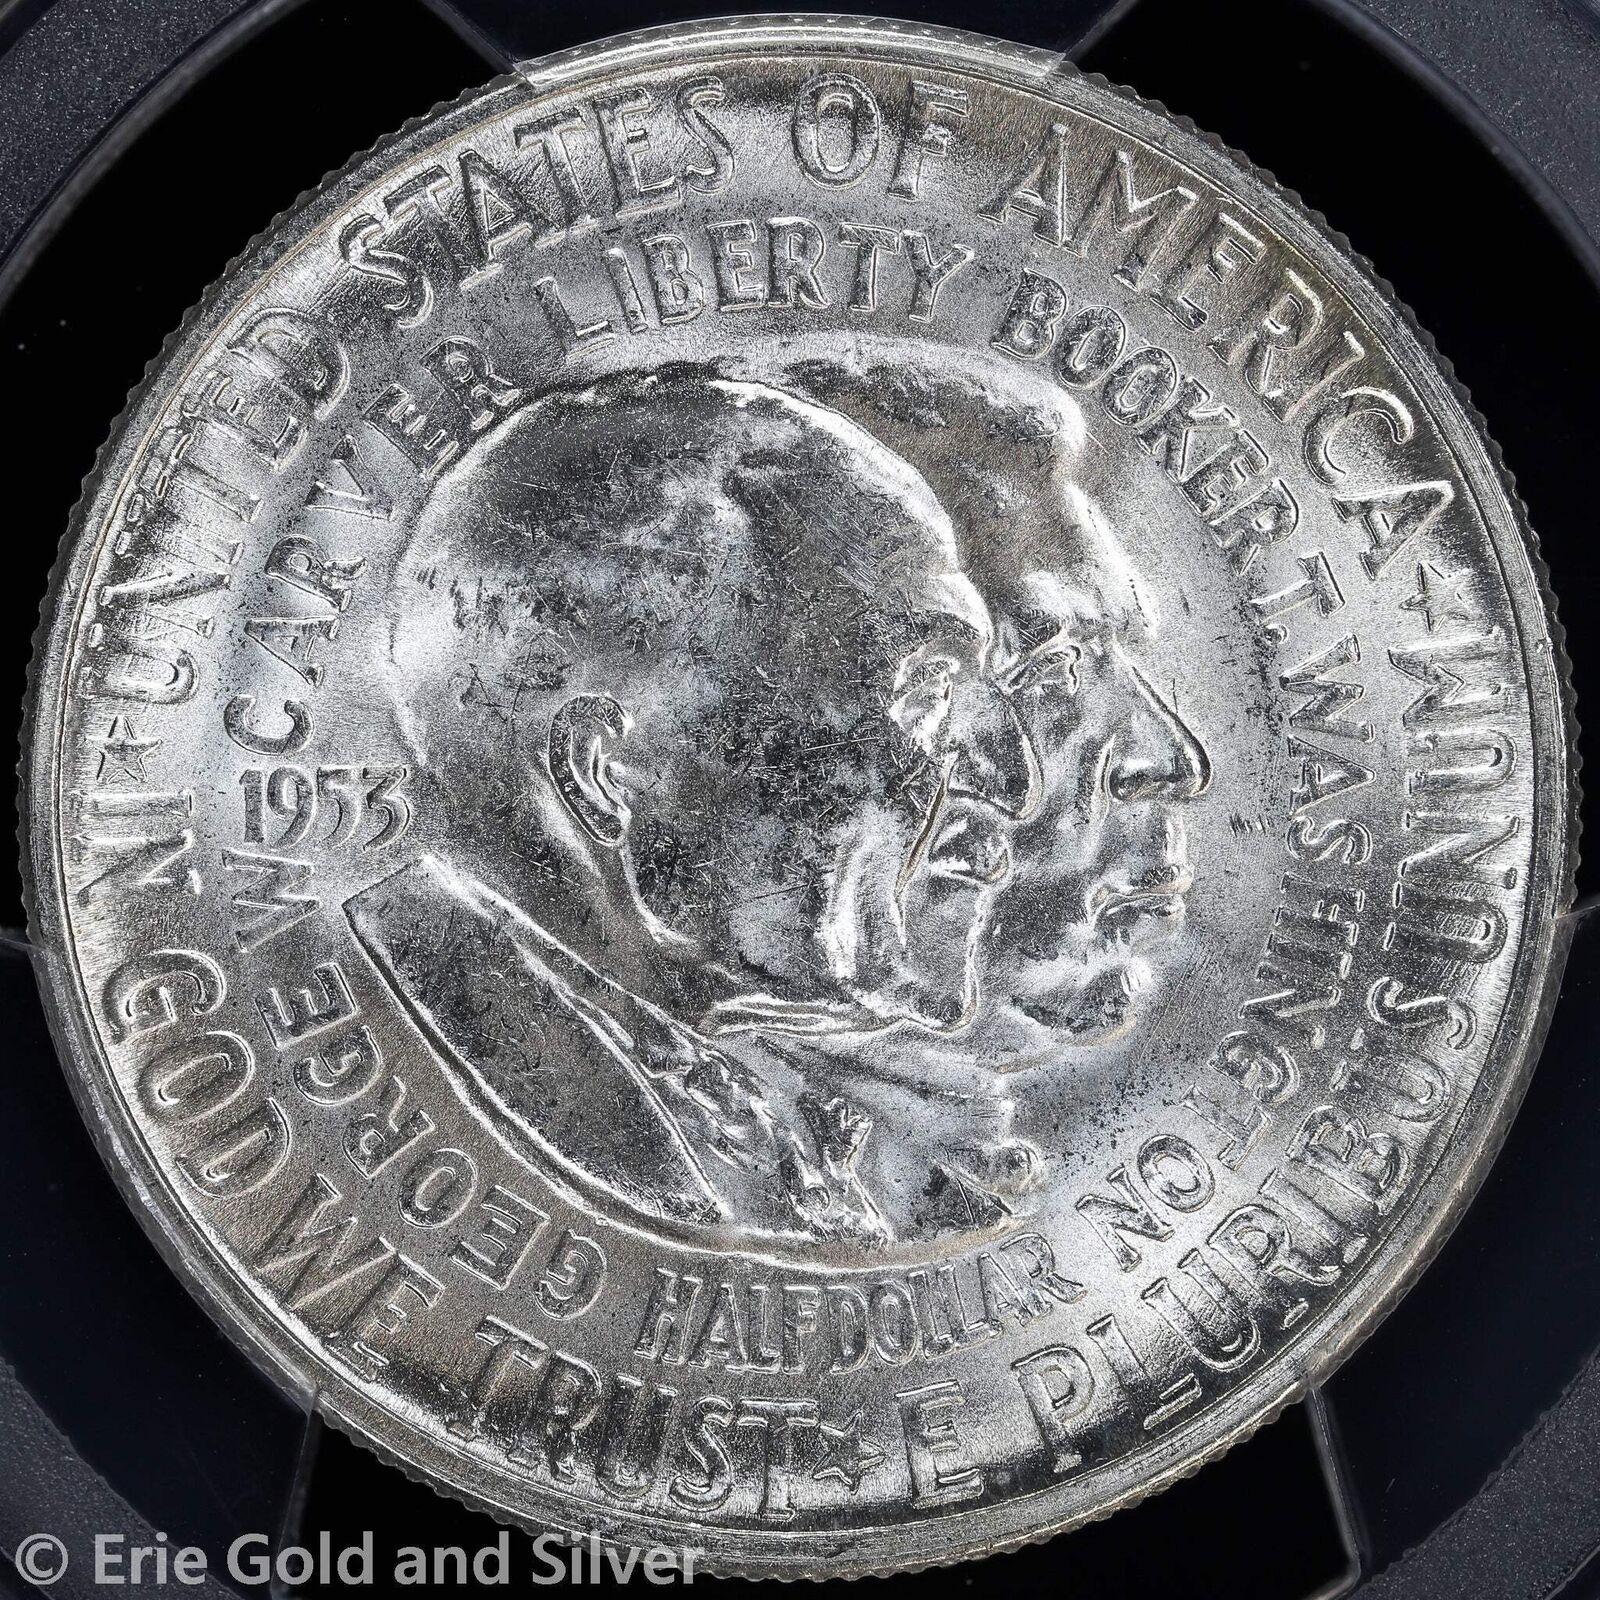 UNITED STATES OF AMERICA
E PLURIBUS UNUM
IN GOD WE TRUST
LIBERTY
BOOKER T. WASHINGTON
GEORGE W CARVER
1953
HALF DOLLAR
© Erie Gold and Silver